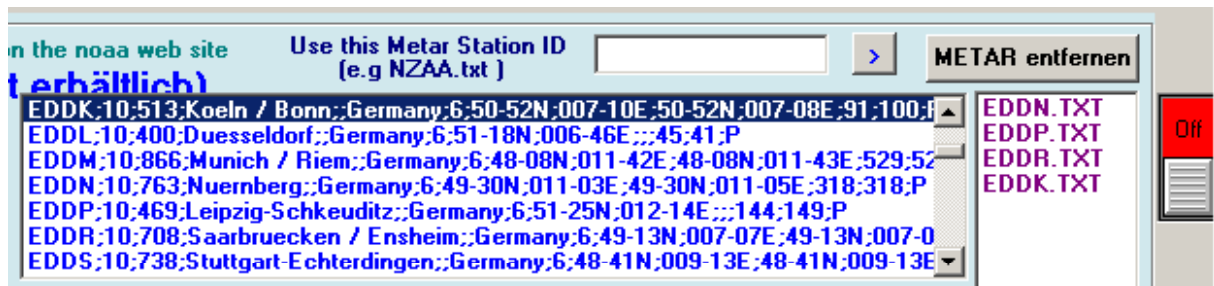 on the noaa web site
Use this Metar Station ID
(e.g NZAA.txt )
>
METAR entfernen
t erhältlich)
EDDK;10;513;Koeln / Bonn;;Germany;6;50-52N;007-10E;50-52N;007-08E;91;100;P
EDDL;10;400;Duesseldorf;;Germany;6;51-18N;006-46E;;;45;41;P
EDDM;10;866;Munich / Riem;;Germany;6;48-08N;011-42E;48-08N;011-43E;529;52
EDDN;10;763;Nuernberg;;Germany;6;49-30N;011-03E;49-30N;011-05E;318;318;P
EDDP;10;469;Leipzig-Schkeuditz;;Germany;6;51-25N;012-14E;;;144;149;P
EDDR;10;708;Saarbruecken / Ensheim;;Germany;6;49-13N;007-07E;49-13N;007-0
EDDS;10;738;Stuttgart-Echterdingen;;Germany;6;48-41N;009-13E;48-41N;009-13E
EDDN.TXT
EDDP.TXT
EDDR.TXT
EDDK.TXT
Off